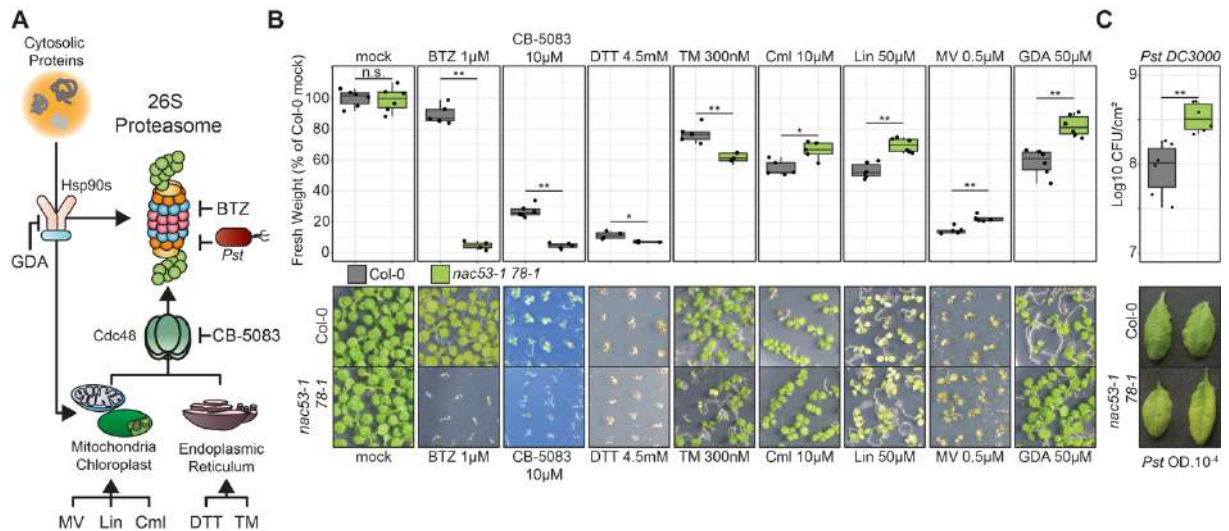 A
Cytosolic
Proteins
26S
Proteasome
Hsp90s
BTZ
Pst
GDA
Cdc48
CB-5083
Mitochondria
Chloroplast
Endoplasmic
Reticulum
MV Lin Cml
DTT TM
B
mock
BTZ 1µM
CB-5083
10µM
DTT 4.5mM
TM 300nM
Cml 10µM
Lin 50µM
MV 0.5µM
GDA 50µM
Fresh Weight (% of Col-0 mock)
100
80
60
40
20
0
n.s.
**
**
*
**
*
**
**
**
Col-0
nac53-1 78-1
Col-0
nac53-1
78-1
mock
BTZ 1µM
CB-5083
10µM
DTT 4.5mM
TM 300nM
Cml 10µM
Lin 50µM
MV 0.5µM
GDA 50µM
C
Pst DC3000
Log10 CFU/cm²
9
8
7
**
Col-0
nac53-1
78-1
Pst OD.10⁻⁴